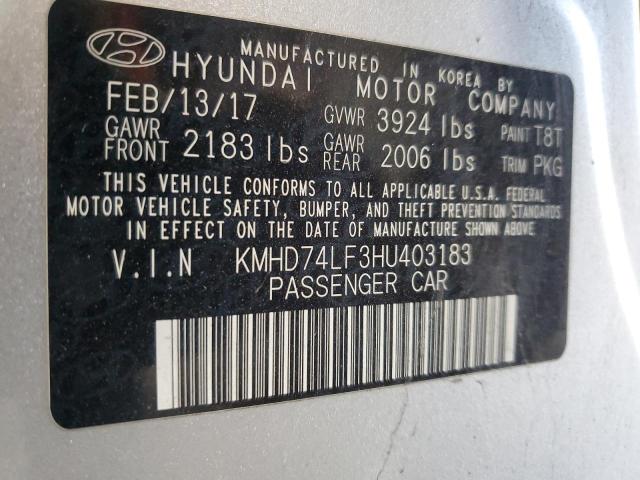 MANUFACTURED IN KOREA BY
HYUNDAI MOTOR COMPANY
FEB/13/17 GVWR 3924 lbs PAINT T8T
GAWR FRONT 2183 lbs GAWR REAR 2006 lbs TRIM PKG
THIS VEHICLE CONFORMS TO ALL APPLICABLE U.S.A. FEDERAL
MOTOR VEHICLE SAFETY, BUMPER, AND THEFT PREVENTION STANDARDS
IN EFFECT ON THE DATE OF MANUFACTURE SHOWN ABOVE.
V.I.N KMHD74LF3HU403183
PASSENGER CAR